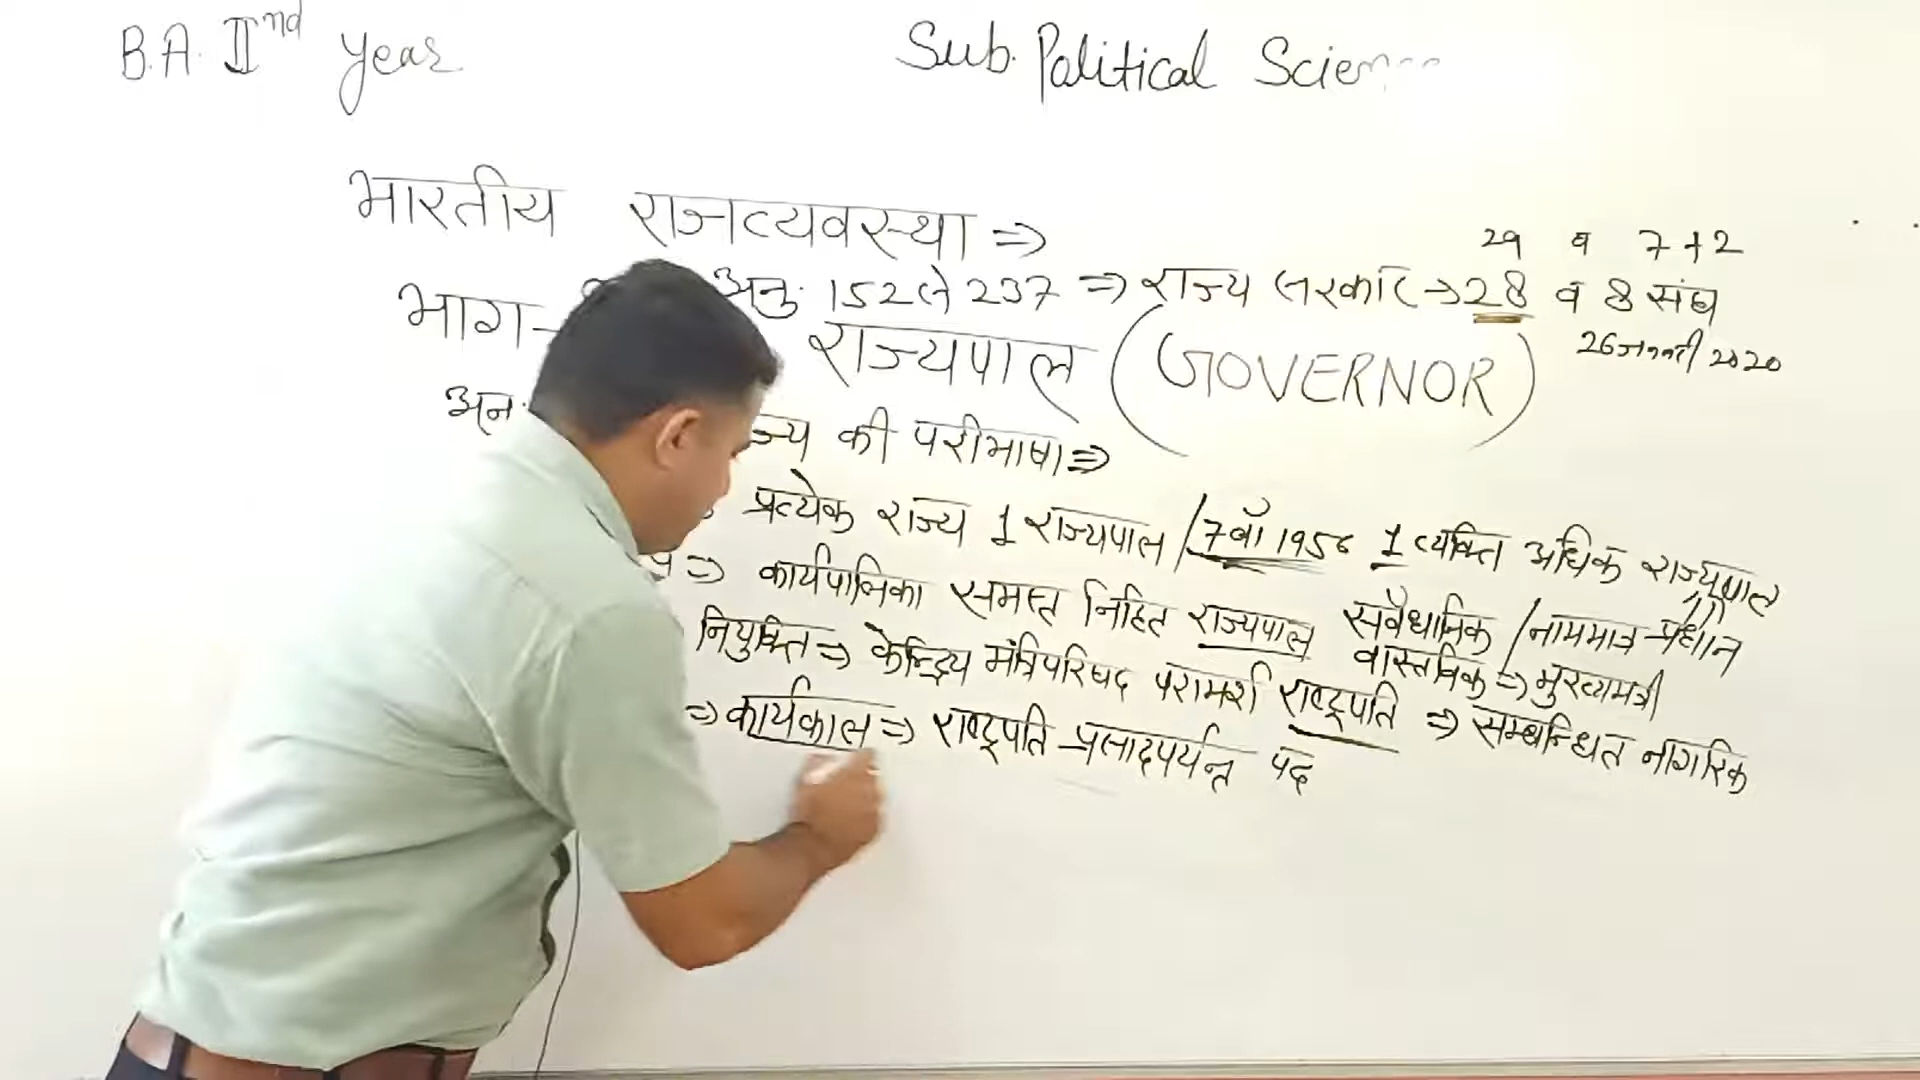 B.A. IInd Year Sub. Political Scien
भारतीय राजव्यवस्था ⇒
29 व 7+2
भाग- अनु. 152 से 237 ⇒ राज्य सरकार → 28 व 8 संघ
राज्यपाल (GOVERNOR) 26 जनवरी 2020
अनु. ज्य की परीभाषा ⇒
प्रत्येक राज्य 1 राज्यपाल / 7वाँ 1956 1 व्यक्ति अधिक राज्यपाल
⇒ कार्यपालिका समस्त निहित राज्यपाल सवैधानिक / नाममात्र प्रधान
वास्तविक ⇒ मुख्यमंत्री
नियुक्ति ⇒ केन्द्रिय मंत्रिपरिषद परामर्श राष्ट्रपति ⇒ सम्बन्धित नागरिक
⇒ कार्यकाल ⇒ राष्ट्रपति प्रसादपर्यन्त पद